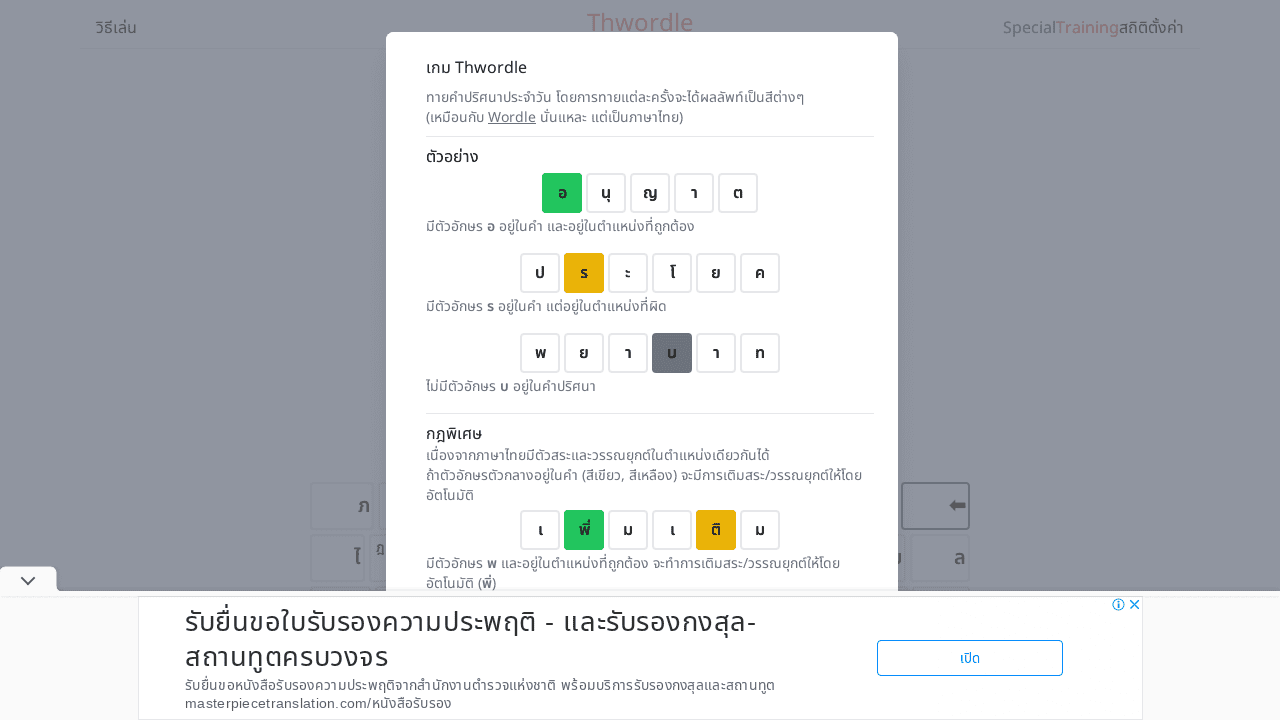 วิธีเล่น
Thwordle
Special Training สถิติ ตั้งค่า
เกม Thwordle
ทายคำปริศนาประจำวัน โดยการทายแต่ละครั้งจะได้ผลลัพท์เป็นสีต่างๆ
(เหมือนกับ Wordle นั่นแหละ แต่เป็นภาษาไทย)
ตัวอย่าง
อ นุ ญ า ต
มีตัวอักษร อ อยู่ในคำ และอยู่ในตำแหน่งที่ถูกต้อง
ป ร ะ โ ย ค
มีตัวอักษร ร อยู่ในคำ แต่อยู่ในตำแหน่งที่ผิด
พ ย า บ า ท
ไม่มีตัวอักษร บ อยู่ในคำปริศนา
กฎพิเศษ
เนื่องจากภาษาไทยมีตัวสระและวรรณยุกต์ในตำแหน่งเดียวกันได้
ถ้าตัวอักษรตัวกลางอยู่ในคำ (สีเขียว, สีเหลือง) จะมีการเติมสระ/วรรณยุกต์ให้โดย
อัตโนมัติ
เ พื่ ม เ ติ ม
มีตัวอักษร พ และอยู่ในตำแหน่งที่ถูกต้อง จะทำการเติมสระ/วรรณยุกต์ให้โดย
อัตโนมัติ (พี่)
ภ ⬅
ไ ฎ ล
รับยื่นขอใบรับรองความประพฤติ - และรับรองกงสุล-
สถานทูตครบวงจร
รับยื่นขอหนังสือรับรองความประพฤติจากสำนักงานตำรวจแห่งชาติ พร้อมบริการรับรองกงสุลและสถานทูต
masterpiecetranslation.com/หนังสือรับรอง
เปิด